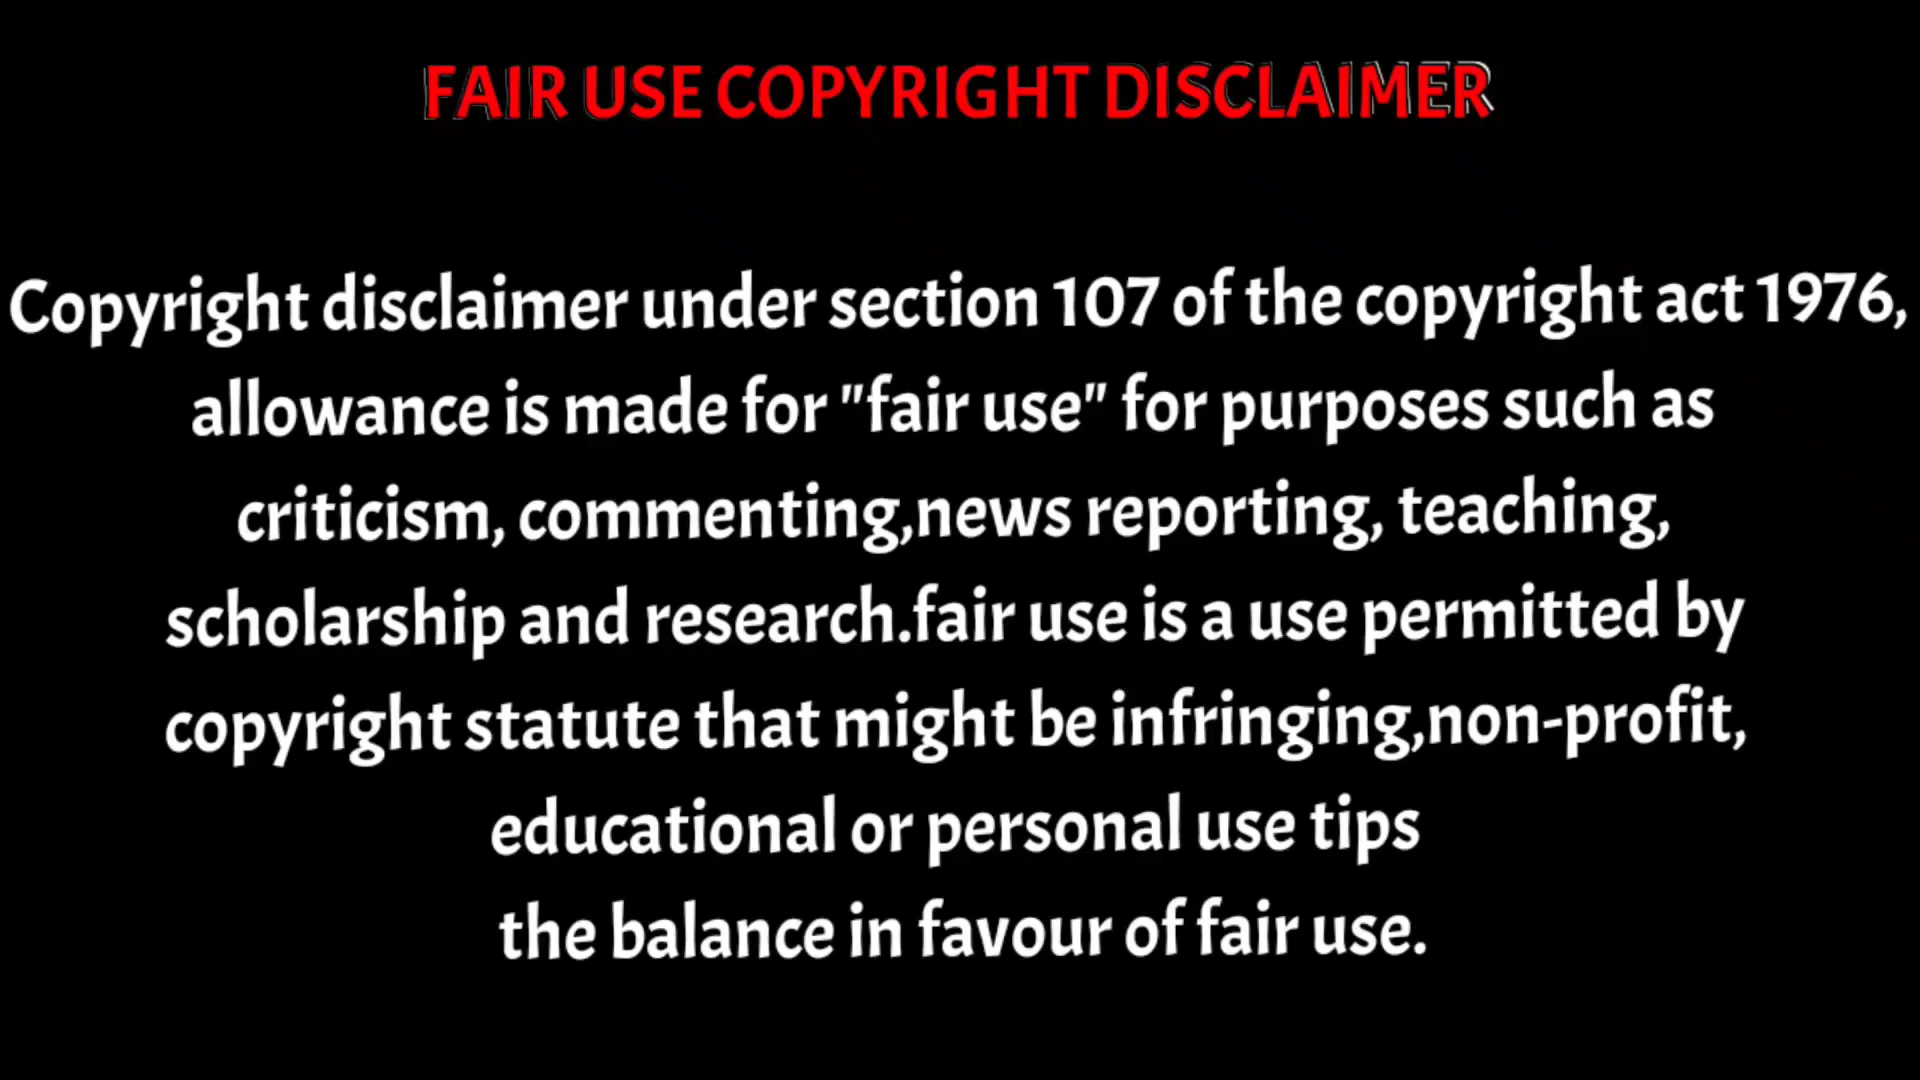 FAIR USE COPYRIGHT DISCLAIMER
Copyright disclaimer under section 107 of the copyright act 1976,
allowance is made for "fair use" for purposes such as
criticism, commenting,news reporting, teaching,
scholarship and research.fair use is a use permitted by
copyright statute that might be infringing,non-profit,
educational or personal use tips
the balance in favour of fair use.